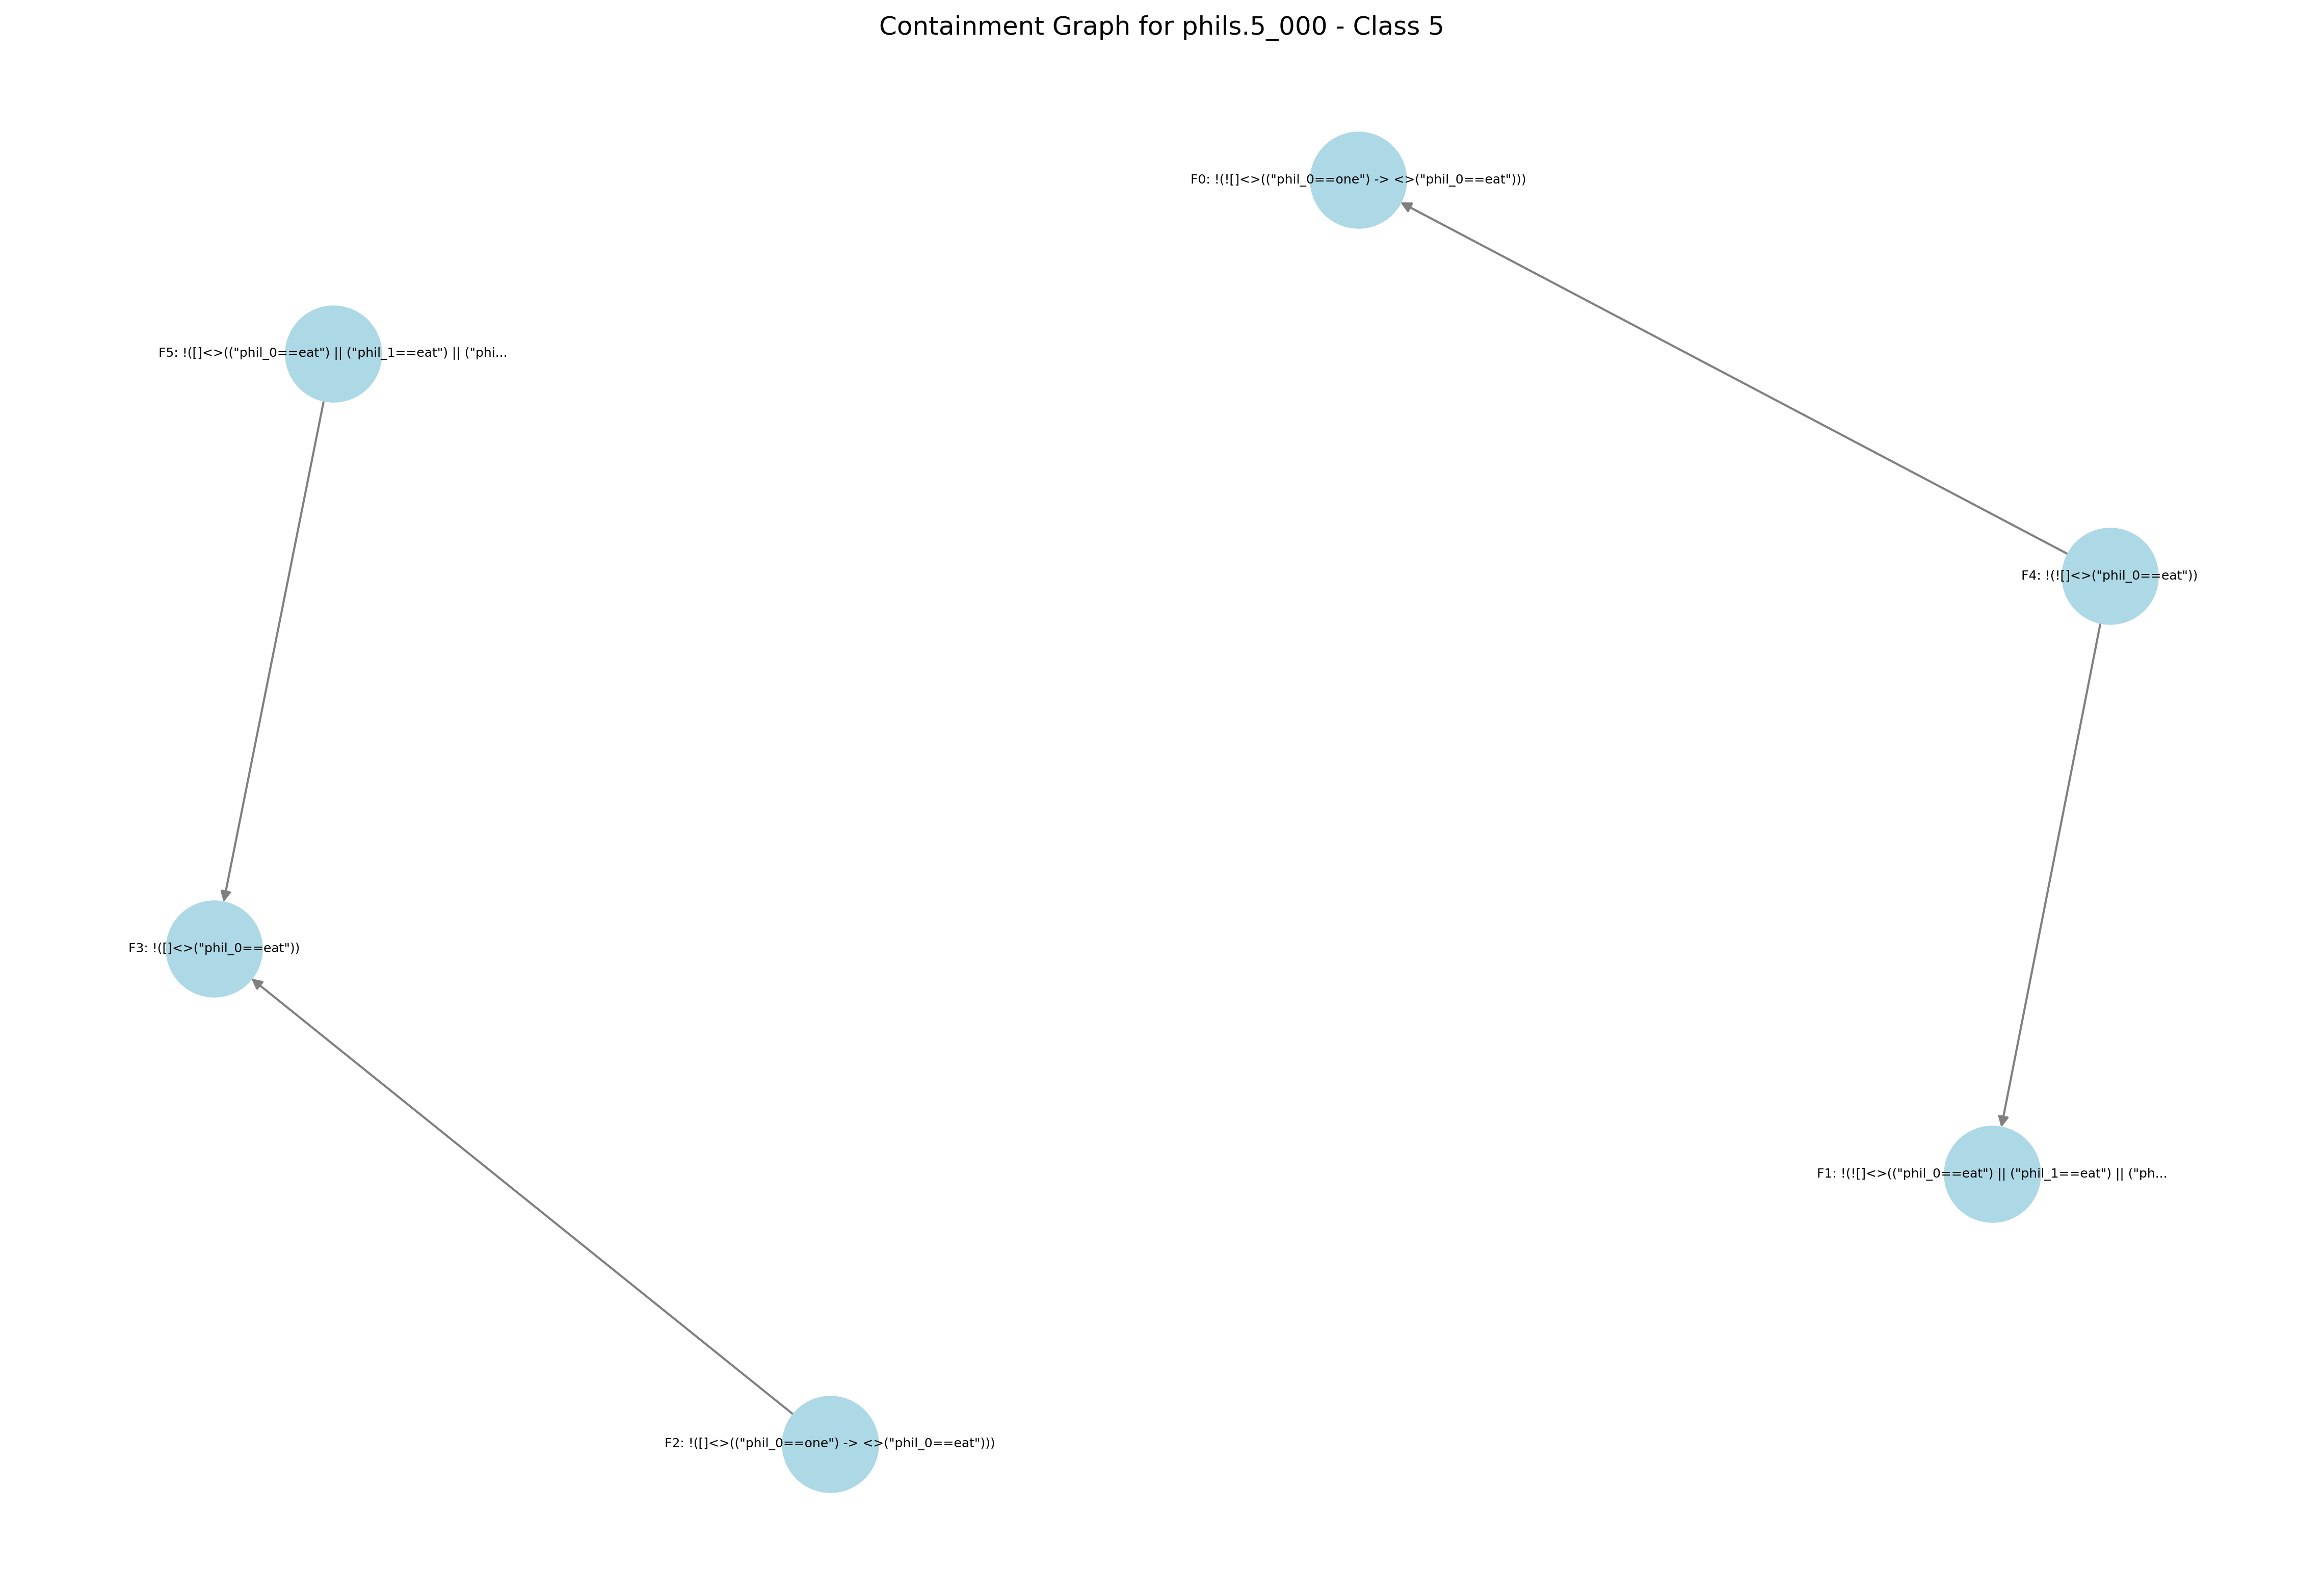 Containment Graph for phils.5_000 - Class 5
F0: !(![]<>(("phil_0==one") -> <>("phil_0==eat")))
F5: !([]<>(("phil_0==eat") || ("phil_1==eat") || ("phi...
F4: !(![]<>("phil_0==eat"))
F3: !([]<>("phil_0==eat"))
F1: !(![]<>(("phil_0==eat") || ("phil_1==eat") || ("ph...
F2: !([]<>(("phil_0==one") -> <>("phil_0==eat")))